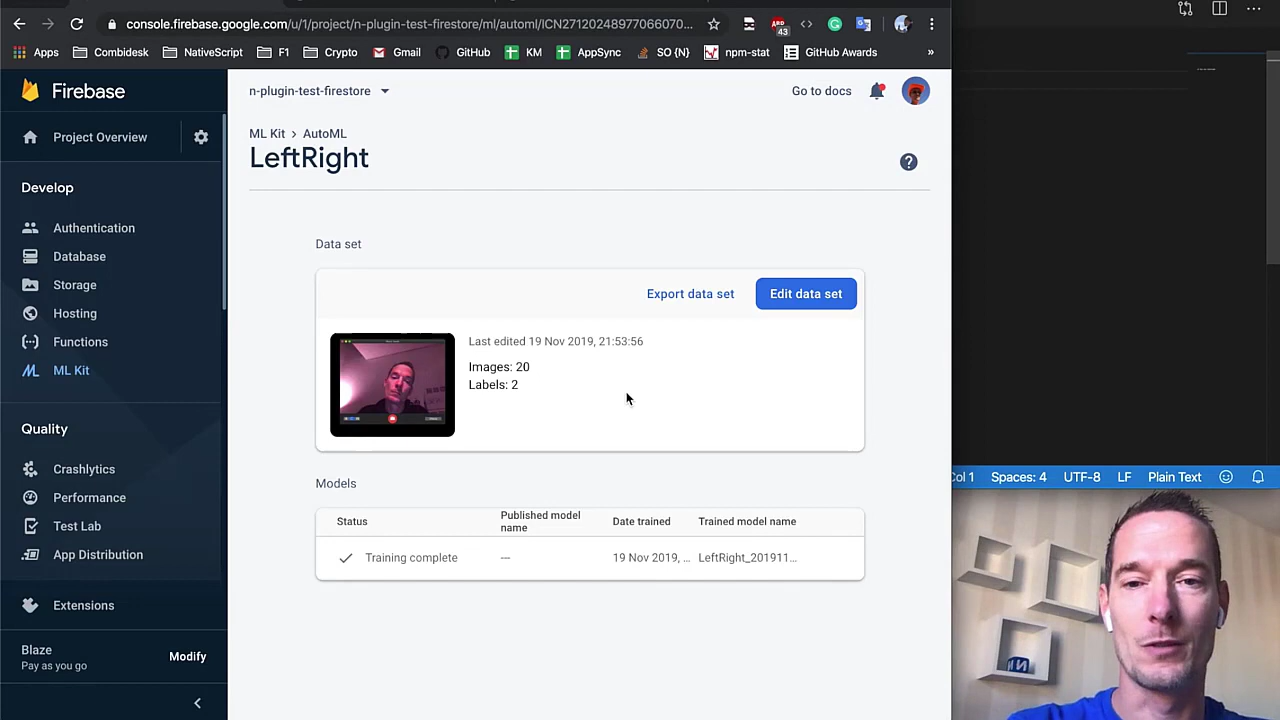 console.firebase.google.com/u/1/project/n-plugin-test-firestore/ml/automl/ICN27120248977066070...
43
Apps
Combidesk
NativeScript
F1
Crypto
Gmail
GitHub
KM
AppSync
SO {N}
npm-stat
GitHub Awards
»
Firebase
n-plugin-test-firestore
Go to docs
Project Overview
ML Kit > AutoML
LeftRight
?
Develop
Authentication
Database
Storage
Hosting
Functions
ML Kit
Data set
Export data set
Edit data set
Last edited 19 Nov 2019, 21:53:56
Images: 20
Labels: 2
Quality
Crashlytics
Performance
Test Lab
App Distribution
Extensions
Blaze
Pay as you go
Modify
Models
Status
Published model
name
Date trained
Trained model name
Training complete
---
19 Nov 2019, ...
LeftRight_201911...
Col 1
Spaces: 4
UTF-8
LF
Plain Text
N